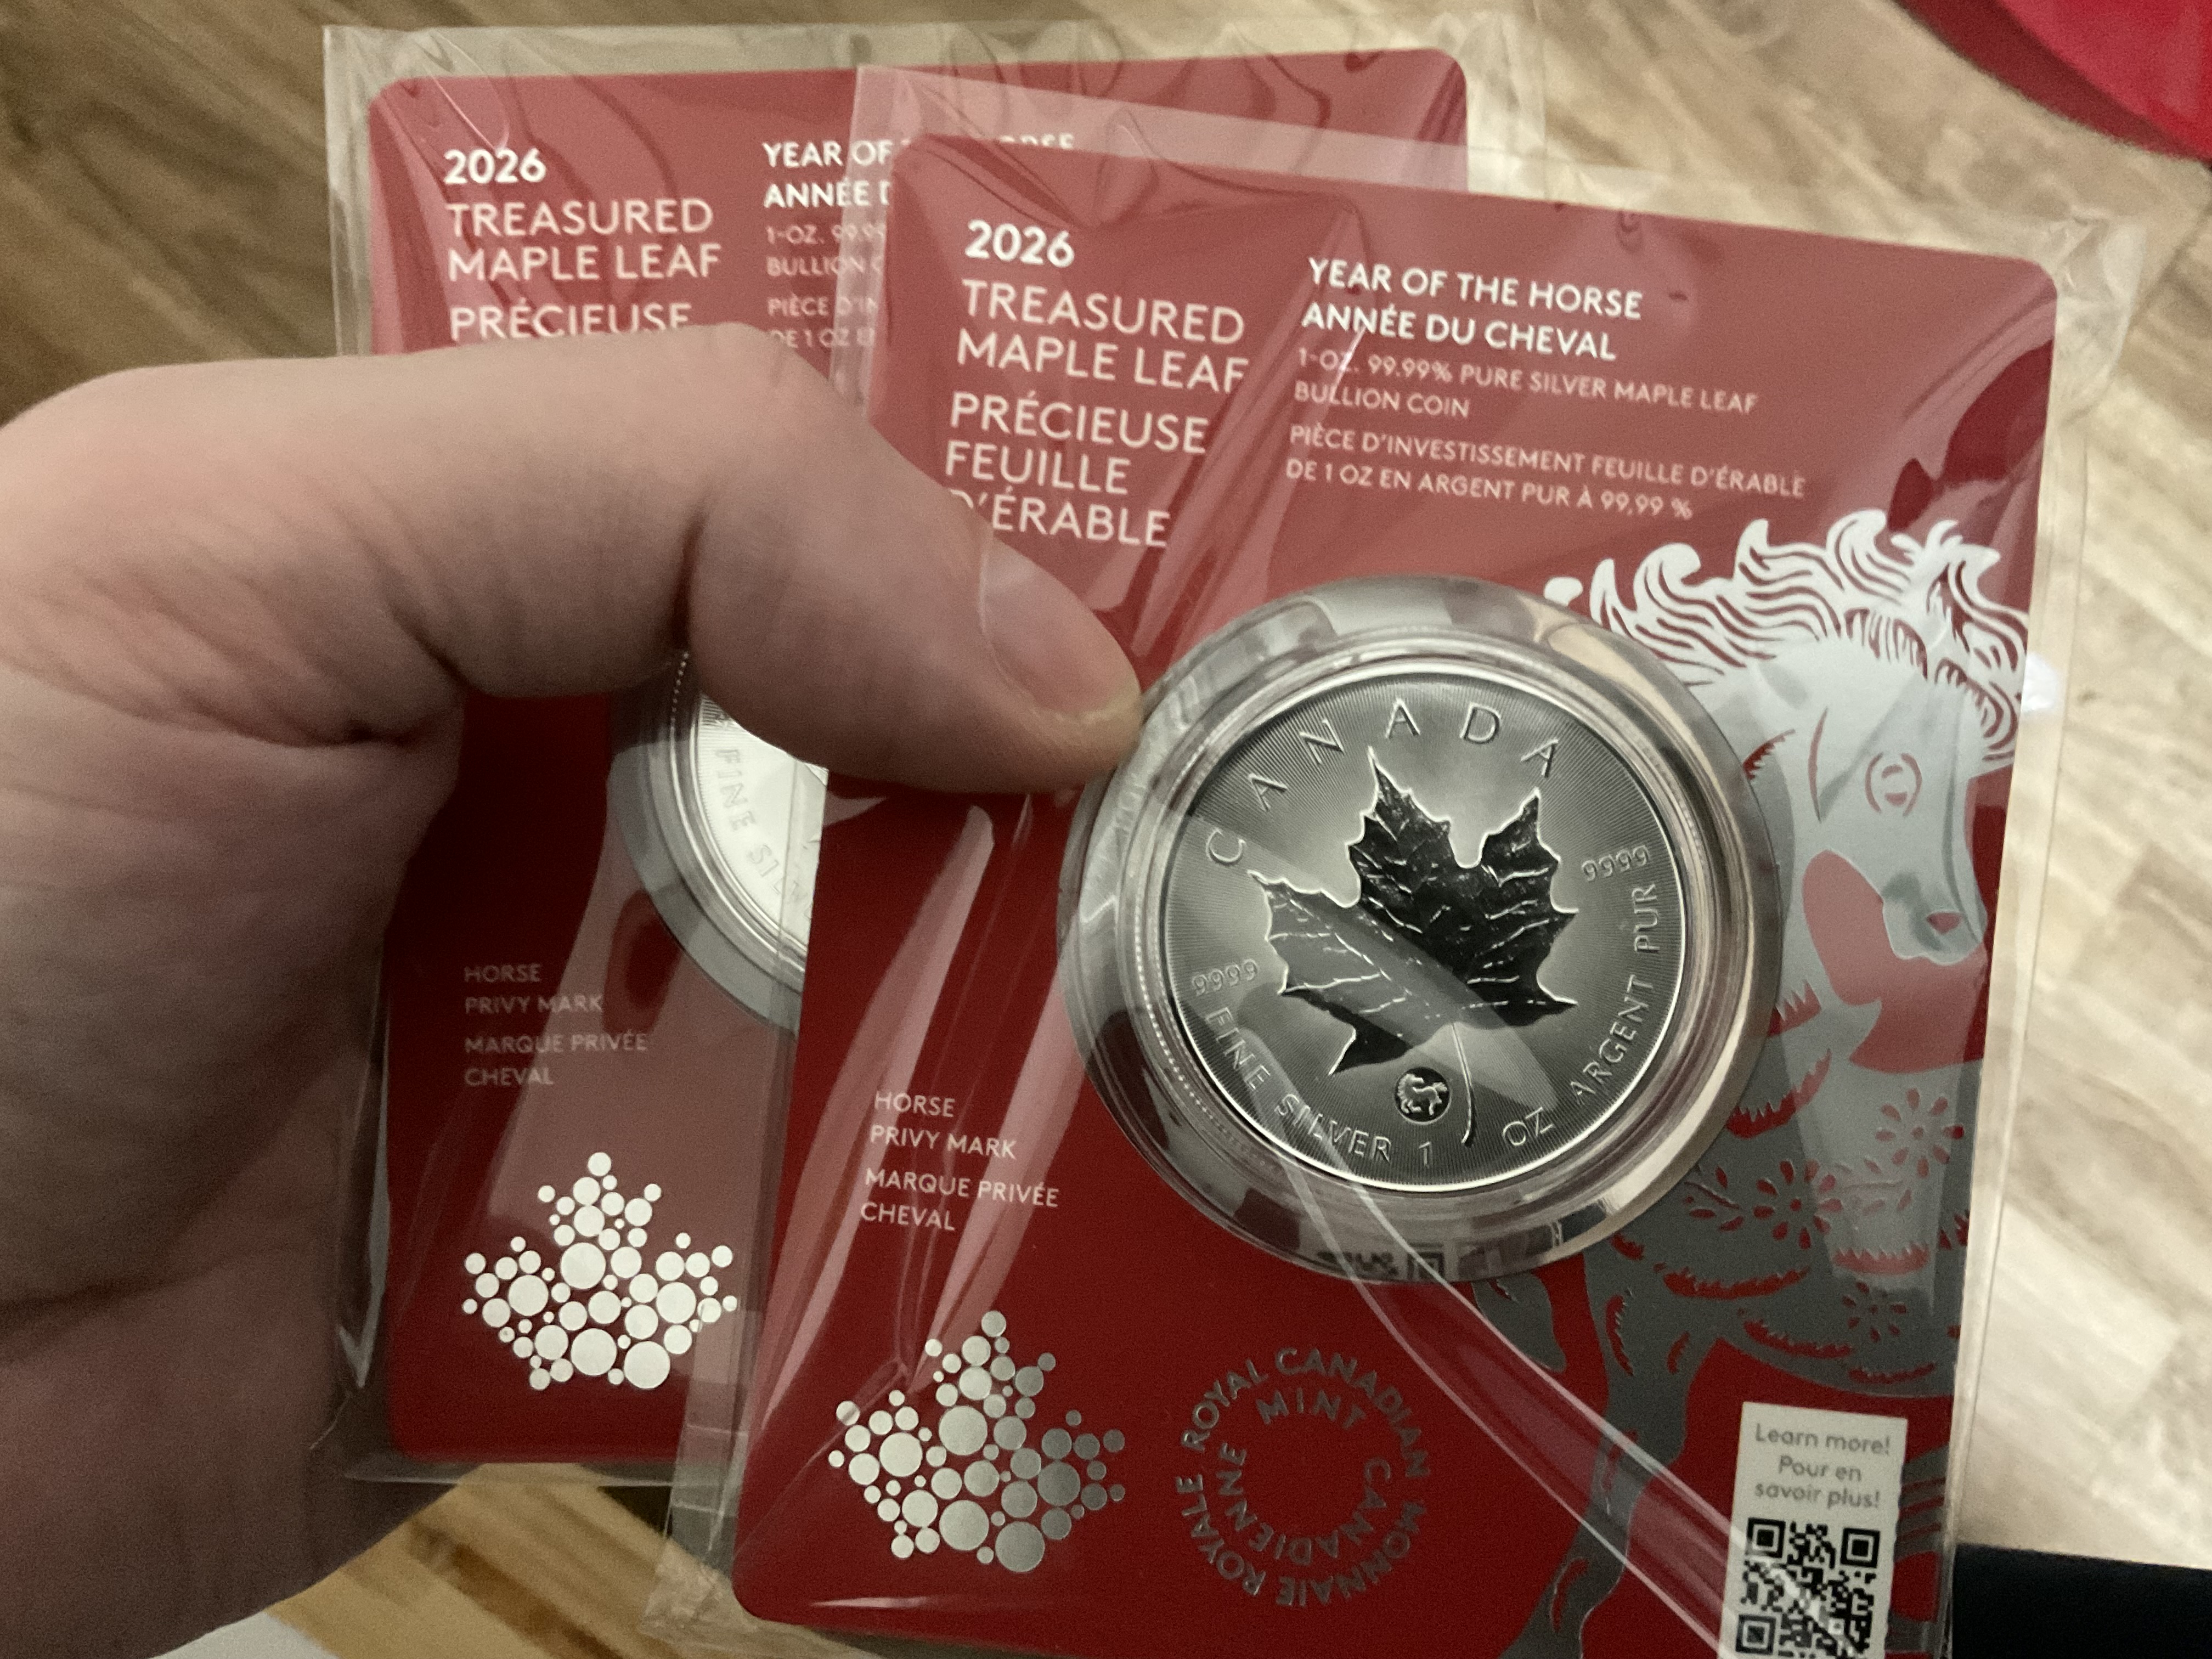 2026
TREASURED
MAPLE LEAF
PRÉCIEUSE
YEAR OF
ANNÉE
1-OZ.
BULLION
PIÈCE
DE 1 OZ
FINE
HORSE
PRIVY MARK
MARQUE PRIVÉE
CHEVAL
2026
TREASURED
MAPLE LEAF
PRÉCIEUSE
FEUILLE
D'ÉRABLE
YEAR OF THE HORSE
ANNÉE DU CHEVAL
1-OZ. 99.99% PURE SILVER MAPLE LEAF
BULLION COIN
PIÈCE D'INVESTISSEMENT FEUILLE D'ÉRABLE
DE 1 OZ EN ARGENT PUR À 99,99 %
CANADA
9999
9999
FINE SILVER 1 OZ ARGENT PUR
HORSE
PRIVY MARK
MARQUE PRIVÉE
CHEVAL
ROYAL CANADIAN MINT
MONNAIE ROYALE CANADIENNE
Learn more!
Pour en
savoir plus!